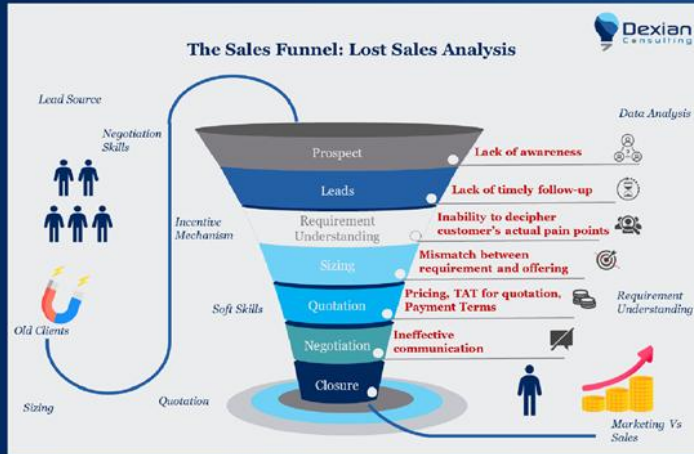 Dexian
Consulting
The Sales Funnel: Lost Sales Analysis
Lead Source
Data Analysis
Negotiation
Skills
Prospect
Lack of awareness
Leads
Lack of timely follow-up
Incentive
Mechanism
Requirement
Understanding
Inability to decipher
customer's actual pain points
Sizing
Mismatch between
requirement and offering
Soft Skills
Quotation
Pricing, TAT for quotation,
Payment Terms
Requirement
Understanding
Old Clients
Negotiation
Ineffective
communication
Closure
Sizing
Quotation
Marketing Vs
Sales